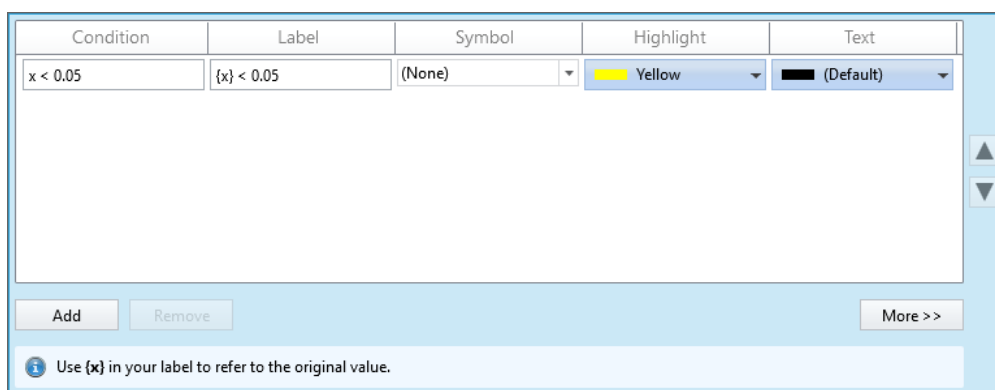 Condition Label Symbol Highlight Text
x < 0.05 {x} < 0.05 (None) Yellow (Default)
Add Remove More >>
Use {x} in your label to refer to the original value.